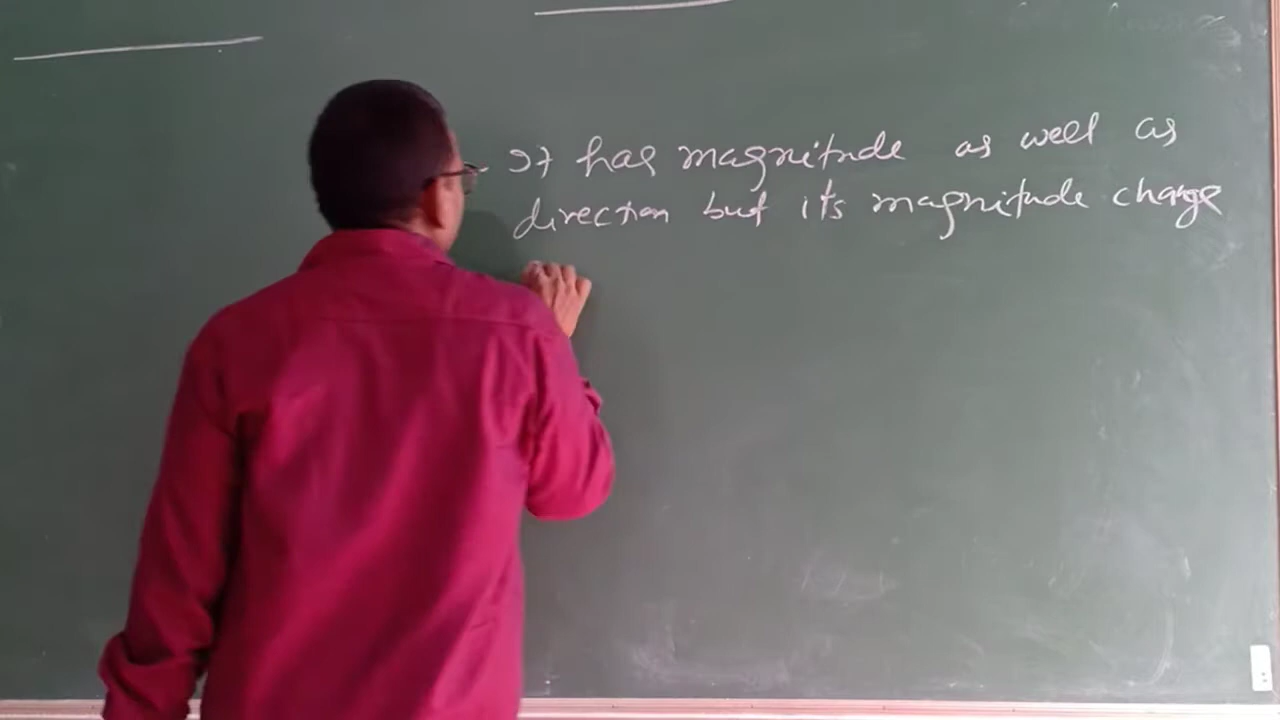 It has magnitude as well as
direction but its magnitude change